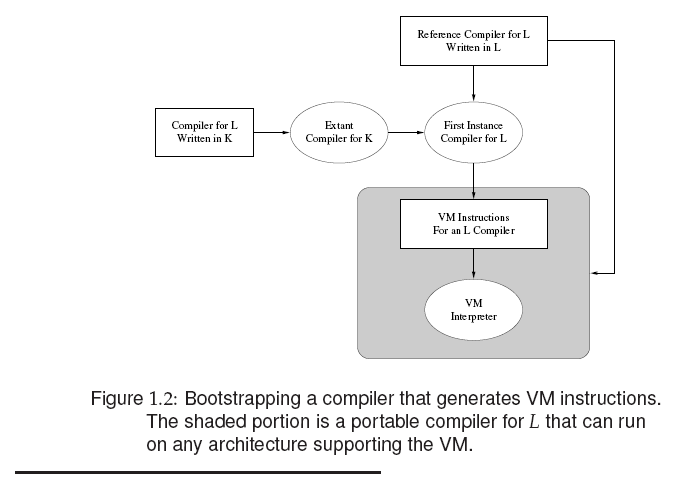 Reference Compiler for L
Written in L
Compiler for L
Written in K
Extant
Compiler for K
First Instance
Compiler for L
VM Instructions
For an L Compiler
VM
Interpreter
Figure 1.2: Bootstrapping a compiler that generates VM instructions.
The shaded portion is a portable compiler for L that can run
on any architecture supporting the VM.